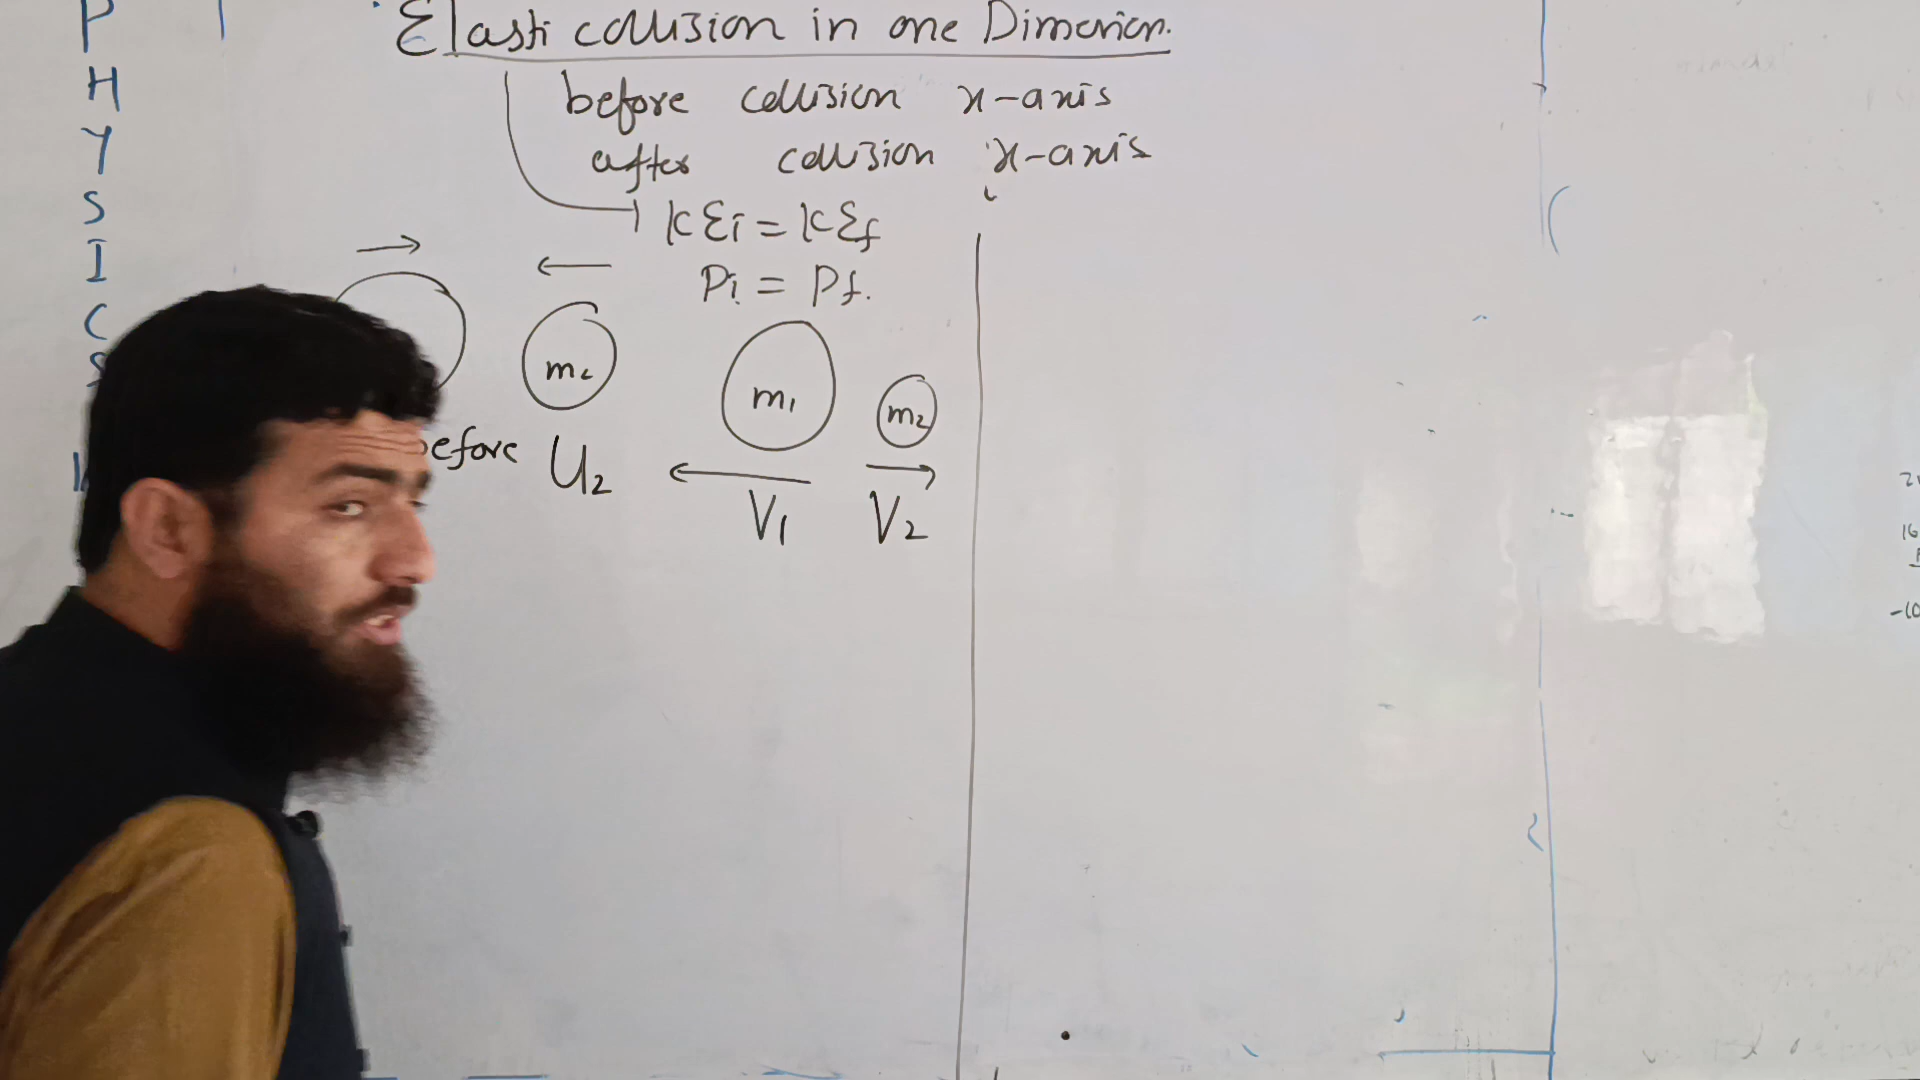 P
H
Y
S
I
C
S
Elasti collision in one Dimension.
before collision x-axis
after collision x-axis
KEi = KEf
Pi = Pf.
m2
m1
m2
efore U2
V1 V2